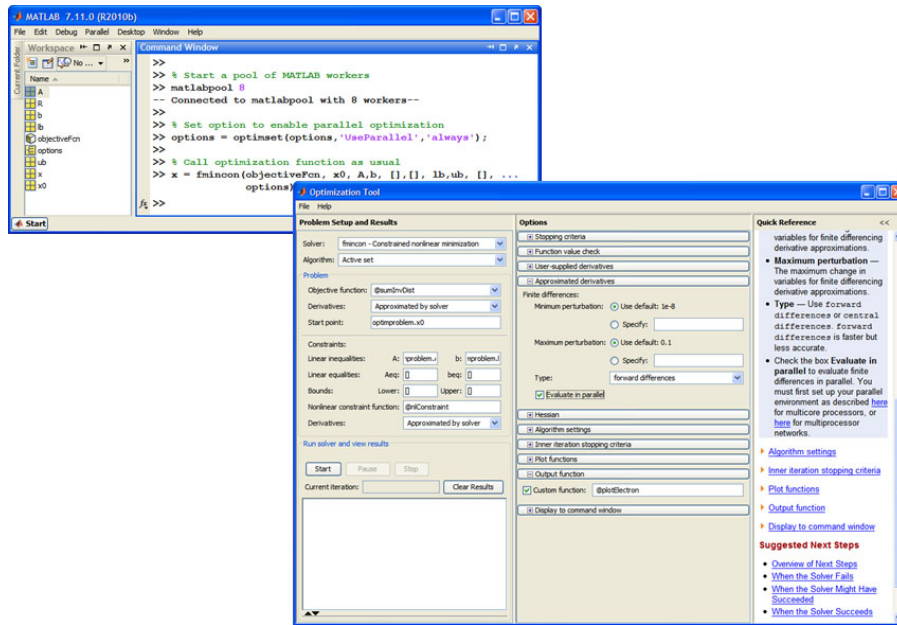 MATLAB 7.11.0 (R2010b)
File Edit Debug Parallel Desktop Window Help
Current Folder
Workspace
No ...
Name
A
R
b
lb
objectiveFcn
options
ub
x
x0
Start
Command Window
>>
>> % Start a pool of MATLAB workers
>> matlabpool 8
-- Connected to matlabpool with 8 workers--
>>
>> % Set option to enable parallel optimization
>> options = optimset(options,'UseParallel','always');
>>
>> % Call optimization function as usual
>> x = fmincon(objectiveFcn, x0, A,b, [],[], lb,ub, [], ...
options)
fx >>
Optimization Tool
File Help
Problem Setup and Results
Solver: fmincon - Constrained nonlinear minimization
Algorithm: Active set
Problem
Objective function: @sumInvDist
Derivatives: Approximated by solver
Start point: optimproblem.x0
Constraints:
Linear inequalities: A: b:
Linear equalities: Aeq: [] beq: []
Bounds: Lower: [] Upper: []
Nonlinear constraint function: @nlConstraint
Derivatives: Approximated by solver
Run solver and view results
Start Pause Stop
Current iteration: Clear Results
Options
Stopping criteria
Function value check
User-supplied derivatives
Approximated derivatives
Finite differences:
Minimum perturbation: Use default: 1e-8
Specify:
Maximum perturbation: Use default: 0.1
Specify:
Type: forward differences
Evaluate in parallel
Hessian
Algorithm settings
Inner iteration stopping criteria
Plot functions
Output function
Custom function: @plotElectron
Display to command window
Quick Reference <<
variables for finite differencing
derivative approximations.
• Maximum perturbation —
The maximum change in
variables for finite differencing
derivative approximations.
• Type — Use forward
differences or central
differences. forward
differences is faster but
less accurate.
• Check the box Evaluate in
parallel to evaluate finite
differences in parallel. You
must first set up your parallel
environment as described here
for multicore processors, or
here for multiprocessor
networks.
Algorithm settings
Inner iteration stopping criteria
Plot functions
Output function
Display to command window
Suggested Next Steps
• Overview of Next Steps
• When the Solver Fails
• When the Solver Might Have
Succeeded
• When the Solver Succeeds